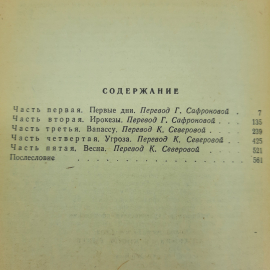 СОДЕРЖАНИЕ
Часть первая. Первые дни. Перевод Г. Сафроновой . 7
Часть вторая. Ирокезы. Перевод Г. Сафроновой . . 135
Часть третья. Вапассу. Перевод К. Северовой . . . 239
Часть четвертая. Угроза. Перевод К. Северовой . . 425
Часть пятая. Весна. Перевод К. Северовой . . . . 521
Послесловие . . . . . . . . . . . 561